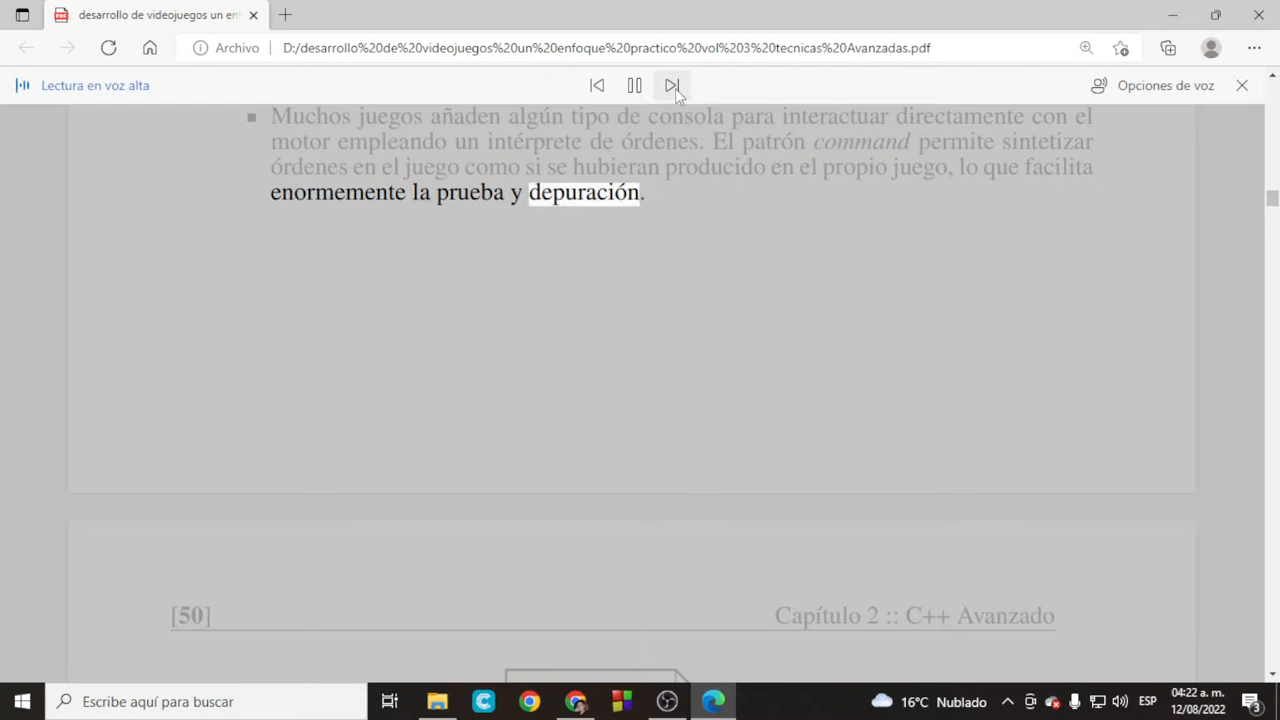 desarrollo de videojuegos un en
Archivo
D:/desarrollo%20de%20videojuegos%20un%20enfoque%20practico%20vol%203%20tecnicas%20Avanzadas.pdf
Lectura en voz alta
Opciones de voz
Muchos juegos añaden algún tipo de consola para interactuar directamente con el
motor empleando un intérprete de órdenes. El patrón command permite sintetizar
órdenes en el juego como si se hubieran producido en el propio juego, lo que facilita
enormemente la prueba y depuración.
[50]
Capítulo 2 :: C++ Avanzado
Escribe aquí para buscar
16°C Nublado
ESP
04:22 a. m.
12/08/2022
3